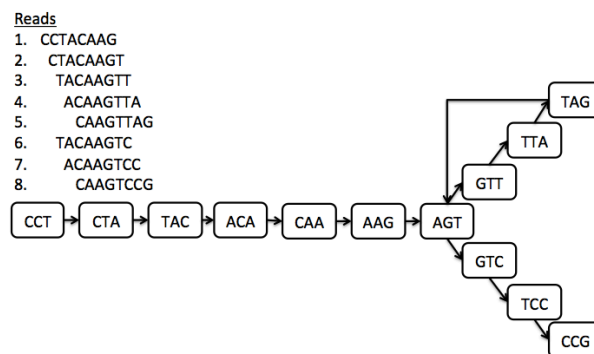 Reads
1. CCTACAAG
2. CTACAAGT
3. TACAAGTT
4. ACAAGTTA
5. CAAGTTAG
6. TACAAGTC
7. ACAAGTCC
8. CAAGTCCG
TAG
TTA
GTT
CCT CTA TAC ACA CAA AAG AGT
GTC
TCC
CCG